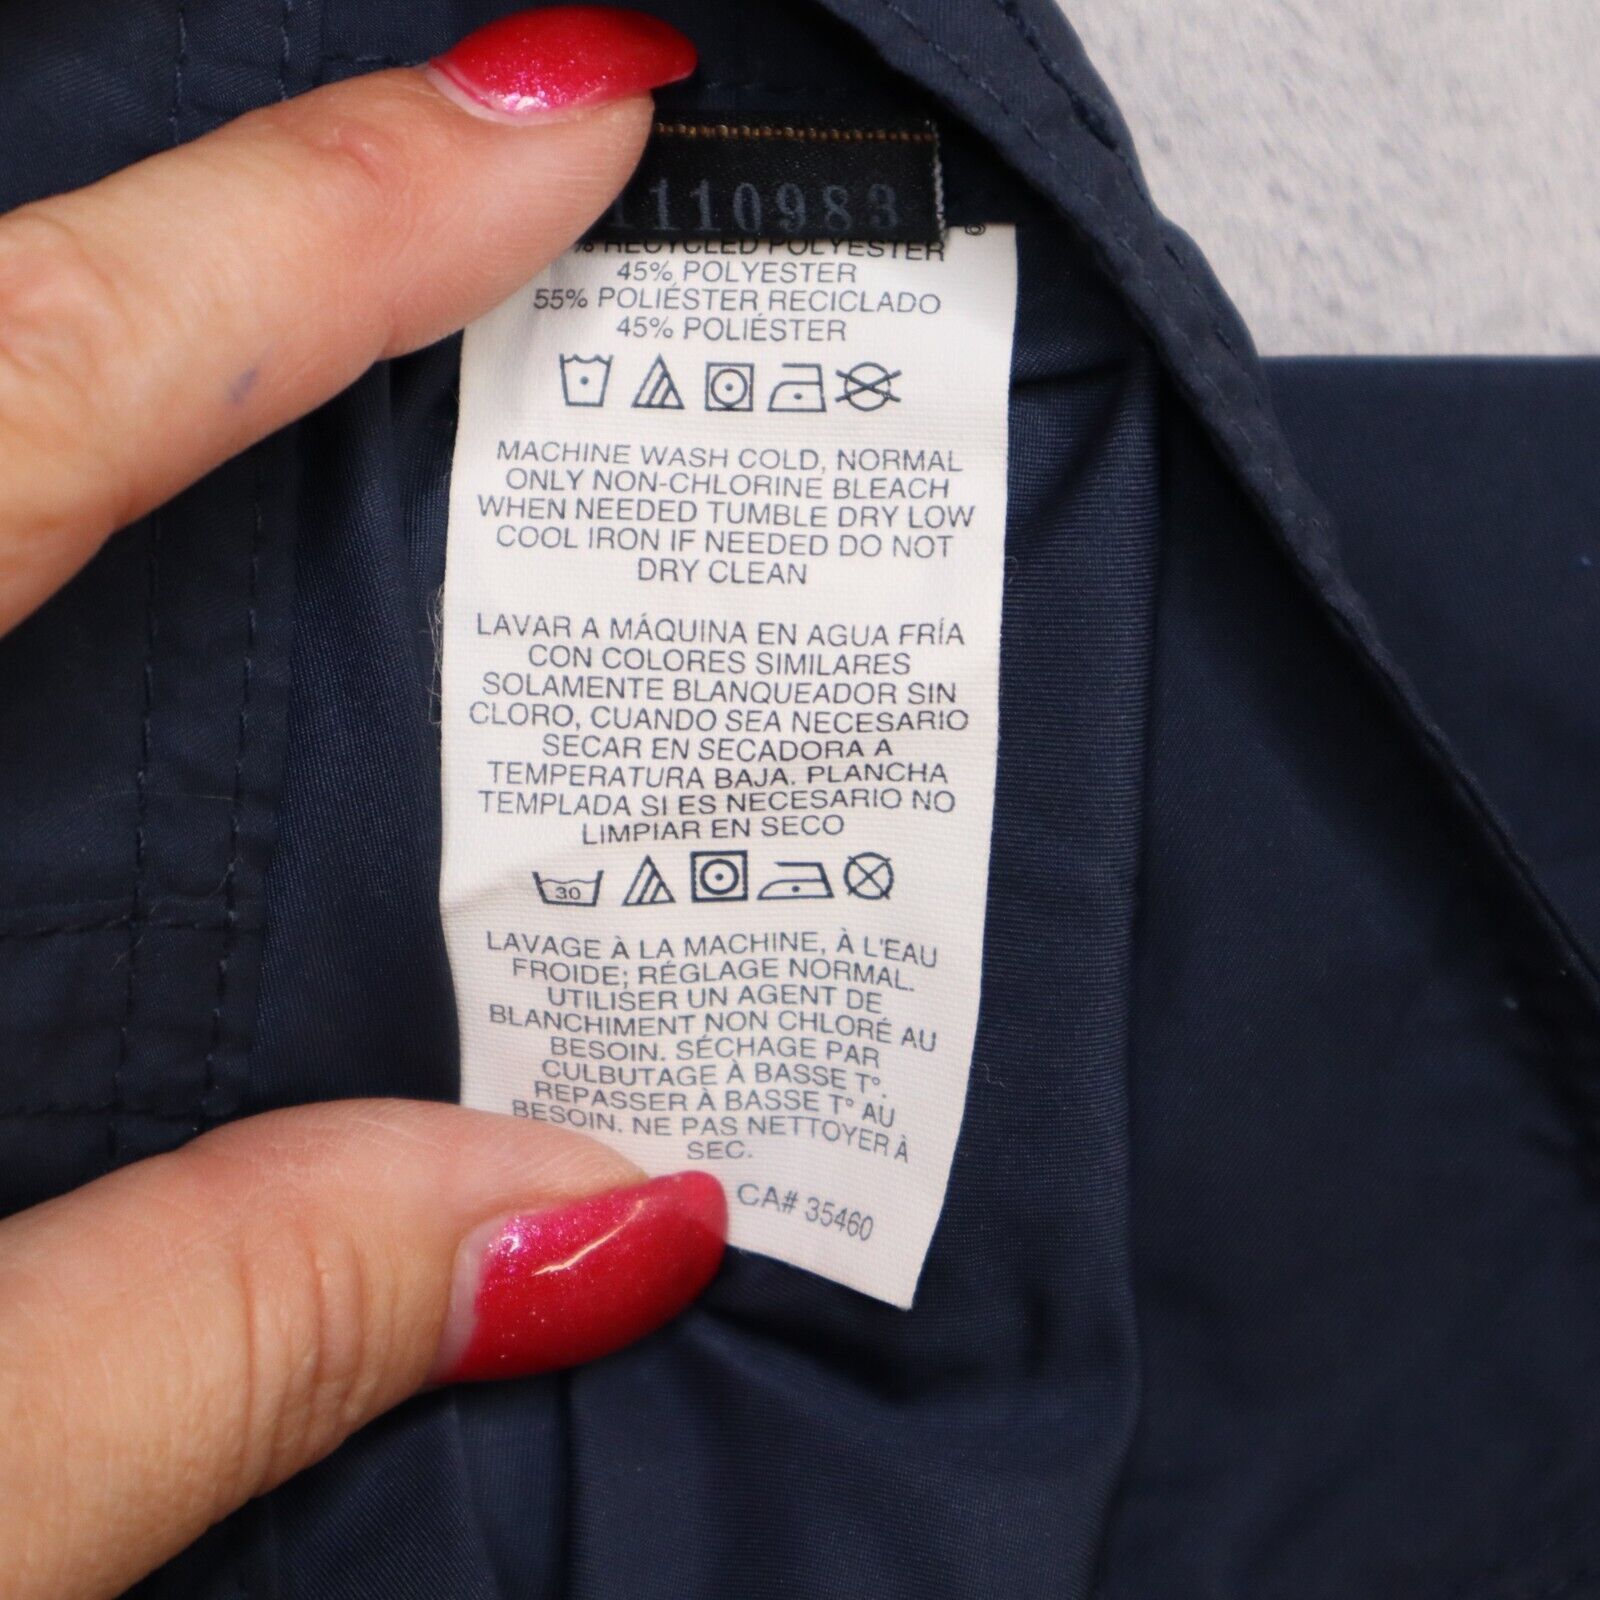 1110983
% RECYCLED POLYESTER
45% POLYESTER
55% POLIÉSTER RECICLADO
45% POLIÉSTER
MACHINE WASH COLD, NORMAL
ONLY NON-CHLORINE BLEACH
WHEN NEEDED TUMBLE DRY LOW
COOL IRON IF NEEDED DO NOT
DRY CLEAN
LAVAR A MÁQUINA EN AGUA FRÍA
CON COLORES SIMILARES
SOLAMENTE BLANQUEADOR SIN
CLORO, CUANDO SEA NECESARIO
SECAR EN SECADORA A
TEMPERATURA BAJA. PLANCHA
TEMPLADA SI ES NECESARIO NO
LIMPIAR EN SECO
30
LAVAGE À LA MACHINE, À L'EAU
FROIDE; RÉGLAGE NORMAL.
UTILISER UN AGENT DE
BLANCHIMENT NON CHLORÉ AU
BESOIN. SÉCHAGE PAR
CULBUTAGE À BASSE T°.
REPASSER À BASSE T° AU
BESOIN. NE PAS NETTOYER À
SEC.
CA# 35460